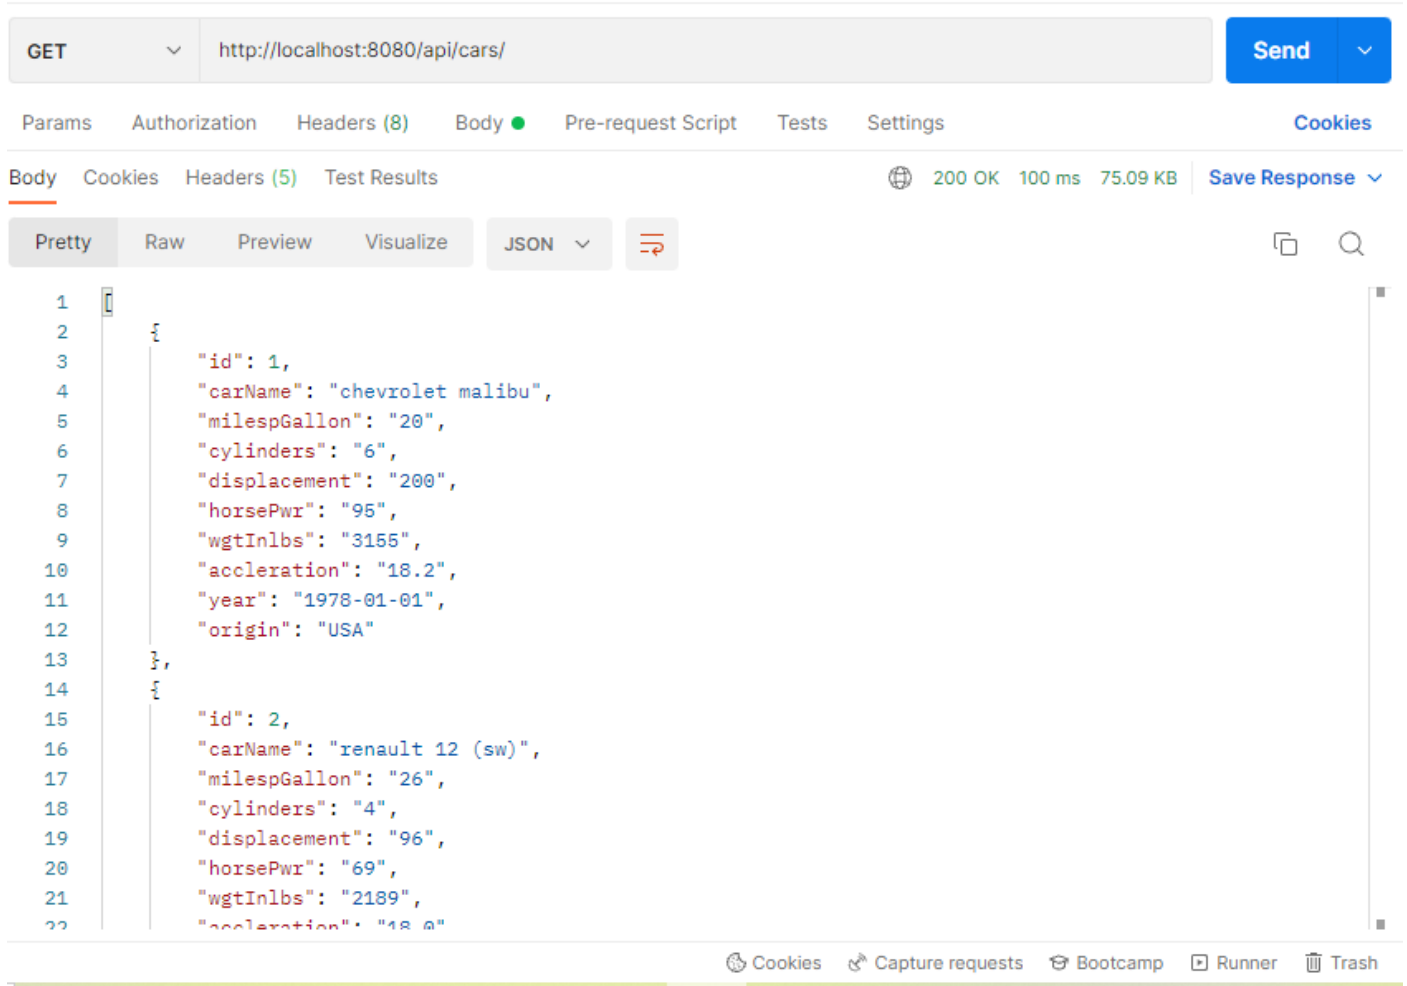 GET http://localhost:8080/api/cars/ Send
Params Authorization Headers (8) Body Pre-request Script Tests Settings Cookies
Body Cookies Headers (5) Test Results 200 OK 100 ms 75.09 KB Save Response
Pretty Raw Preview Visualize JSON
1 [
2 {
3 "id": 1,
4 "carName": "chevrolet malibu",
5 "milespGallon": "20",
6 "cylinders": "6",
7 "displacement": "200",
8 "horsePwr": "95",
9 "wgtInlbs": "3155",
10 "accleration": "18.2",
11 "year": "1978-01-01",
12 "origin": "USA"
13 },
14 {
15 "id": 2,
16 "carName": "renault 12 (sw)",
17 "milespGallon": "26",
18 "cylinders": "4",
19 "displacement": "96",
20 "horsePwr": "69",
21 "wgtInlbs": "2189",
22 "accleration": "18.0"
Cookies Capture requests Bootcamp Runner Trash